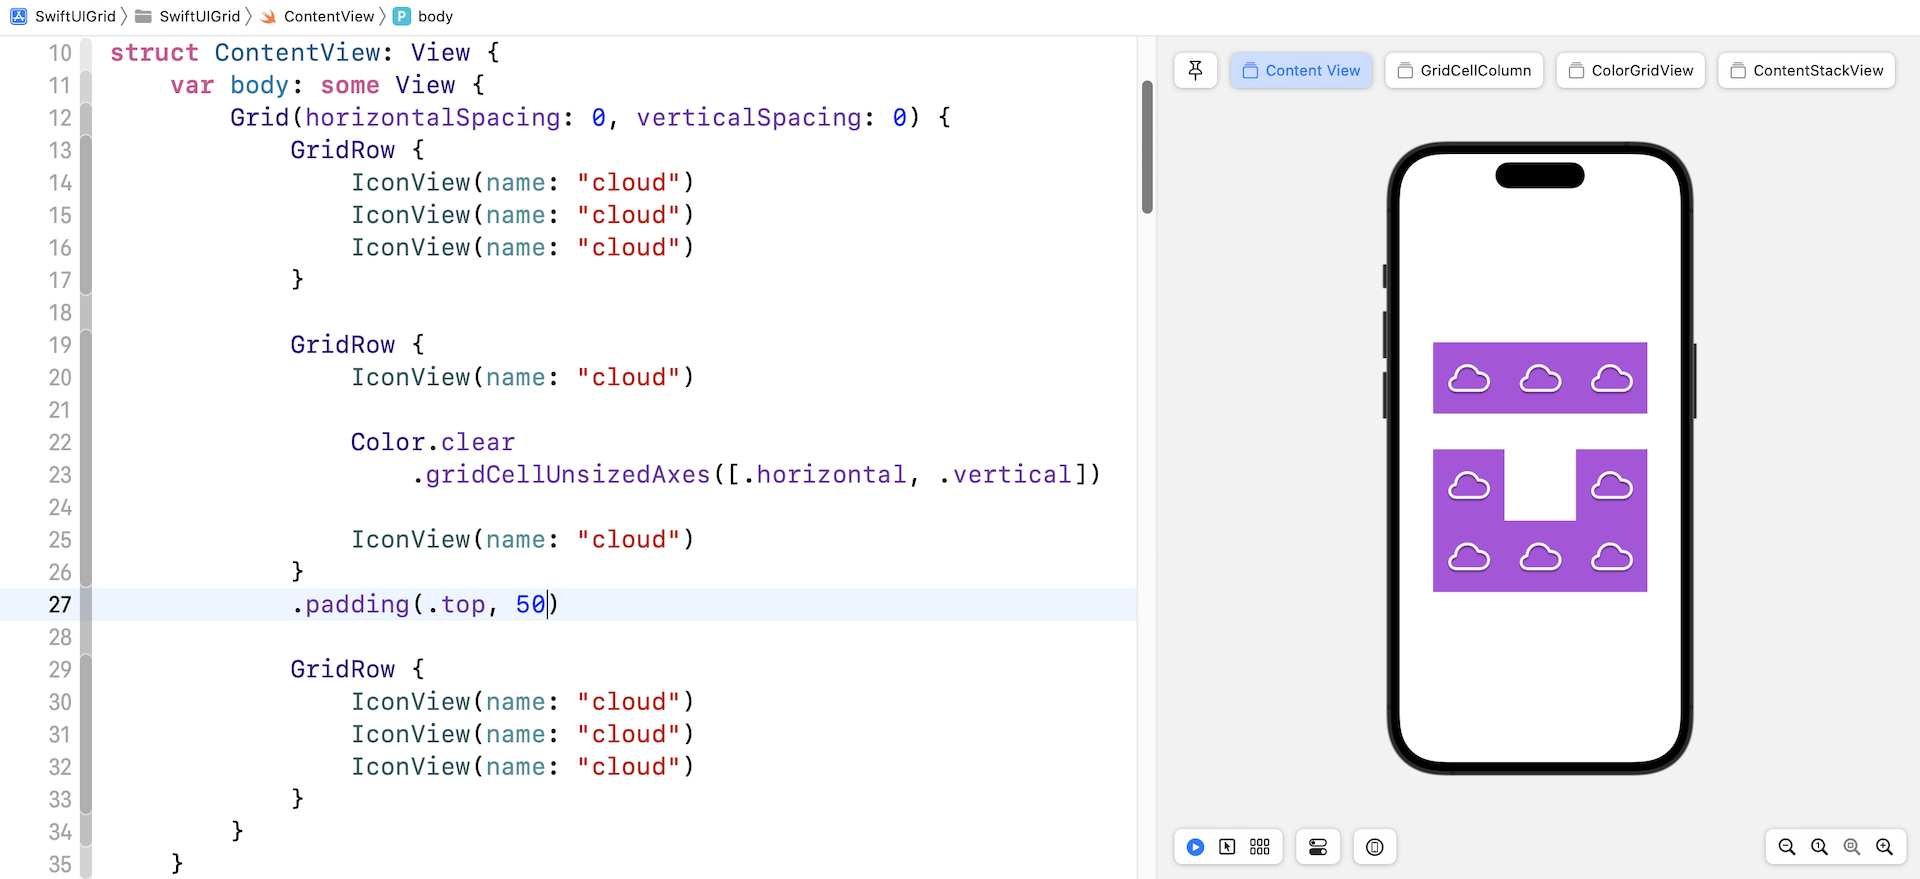 SwiftUIGrid SwiftUIGrid ContentView P body
10 struct ContentView: View {
11 var body: some View {
12 Grid(horizontalSpacing: 0, verticalSpacing: 0) {
13 GridRow {
14 IconView(name: "cloud")
15 IconView(name: "cloud")
16 IconView(name: "cloud")
17 }
18
19 GridRow {
20 IconView(name: "cloud")
21
22 Color.clear
23 .gridCellUnsizedAxes([.horizontal, .vertical])
24
25 IconView(name: "cloud")
26 }
27 .padding(.top, 50)
28
29 GridRow {
30 IconView(name: "cloud")
31 IconView(name: "cloud")
32 IconView(name: "cloud")
33 }
34 }
35 }
Content View
GridCellColumn
ColorGridView
ContentStackView